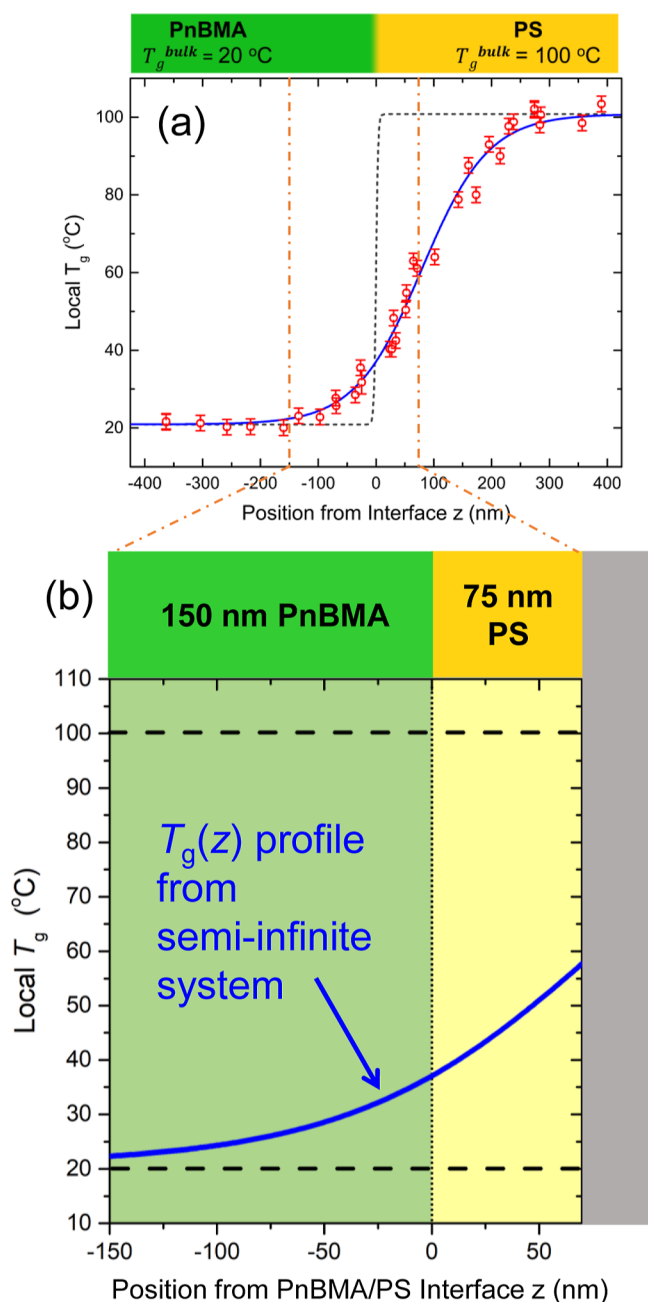 PnBMA
T_g^bulk = 20 °C
PS
T_g^bulk = 100 °C
(a)
Local T_g (°C)
100
80
60
40
20
-400 -300 -200 -100 0 100 200 300 400
Position from Interface z (nm)
(b)
150 nm PnBMA
75 nm
PS
Local T_g (°C)
110
100
90
80
70
60
50
40
30
20
10
T_g(z) profile
from
semi-infinite
system
-150 -100 -50 0 50
Position from PnBMA/PS Interface z (nm)